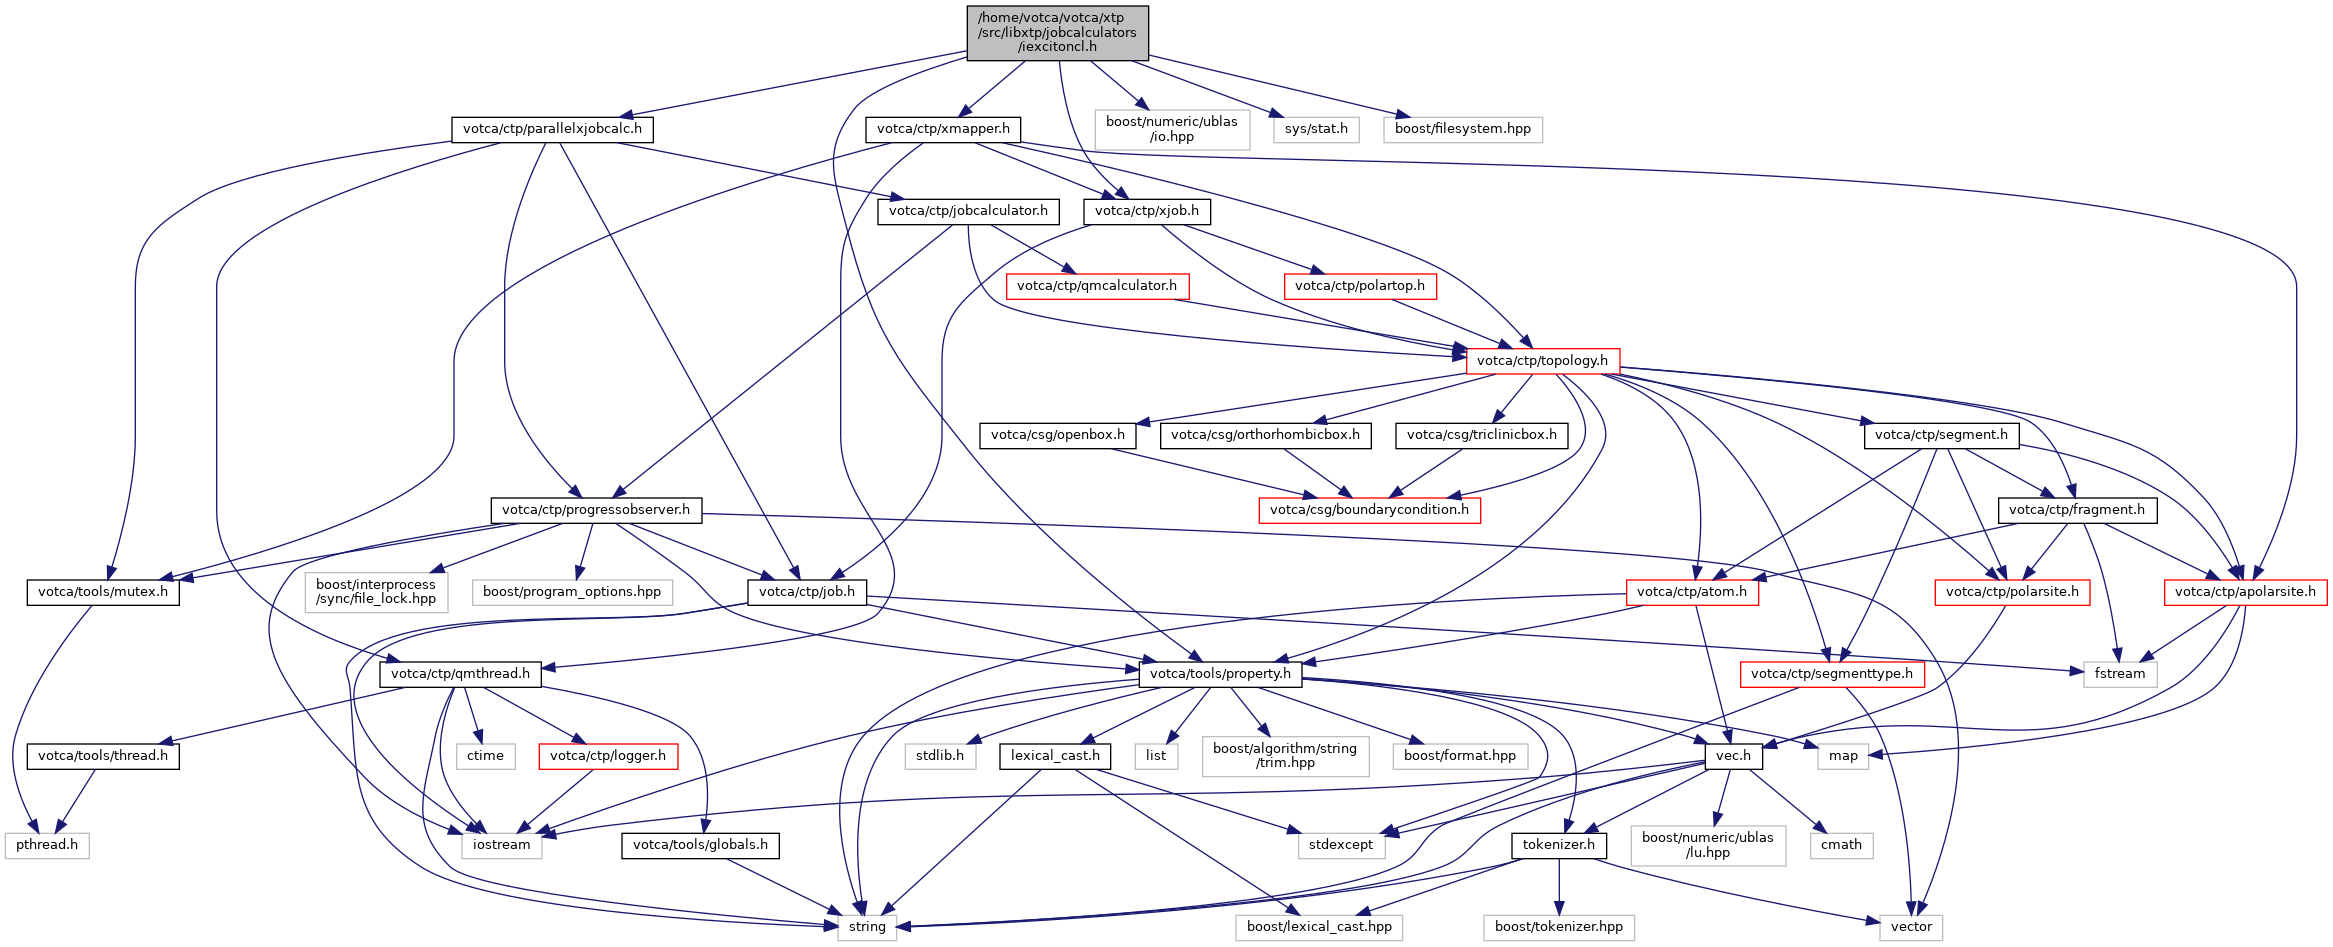 /home/votca/votca/xtp
/src/libxtp/jobcalculators
/iexcitoncl.h
votca/ctp/parallelxjobcalc.h
votca/ctp/xmapper.h
boost/numeric/ublas
/io.hpp
sys/stat.h
boost/filesystem.hpp
votca/ctp/jobcalculator.h
votca/ctp/xjob.h
votca/ctp/qmcalculator.h
votca/ctp/polartop.h
votca/ctp/topology.h
votca/csg/openbox.h
votca/csg/orthorhombicbox.h
votca/csg/triclinicbox.h
votca/ctp/segment.h
votca/ctp/progressobserver.h
votca/csg/boundarycondition.h
votca/ctp/fragment.h
votca/tools/mutex.h
boost/interprocess
/sync/file_lock.hpp
boost/program_options.hpp
votca/ctp/job.h
votca/ctp/atom.h
votca/ctp/polarsite.h
votca/ctp/apolarsite.h
votca/ctp/qmthread.h
votca/tools/property.h
votca/ctp/segmenttype.h
fstream
votca/tools/thread.h
ctime
votca/ctp/logger.h
stdlib.h
lexical_cast.h
list
boost/algorithm/string
/trim.hpp
boost/format.hpp
vec.h
map
pthread.h
iostream
votca/tools/globals.h
stdexcept
tokenizer.h
boost/numeric/ublas
/lu.hpp
cmath
string
boost/lexical_cast.hpp
boost/tokenizer.hpp
vector